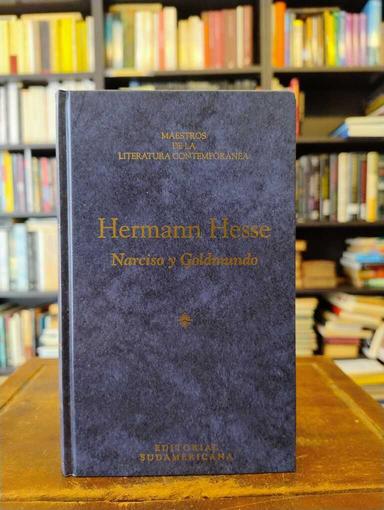 MAESTROS
DE LA
LITERATURA CONTEMPORÁNEA
Hermann Hesse
Narciso y Goldmundo
EDITORIAL
SUDAMERICANA